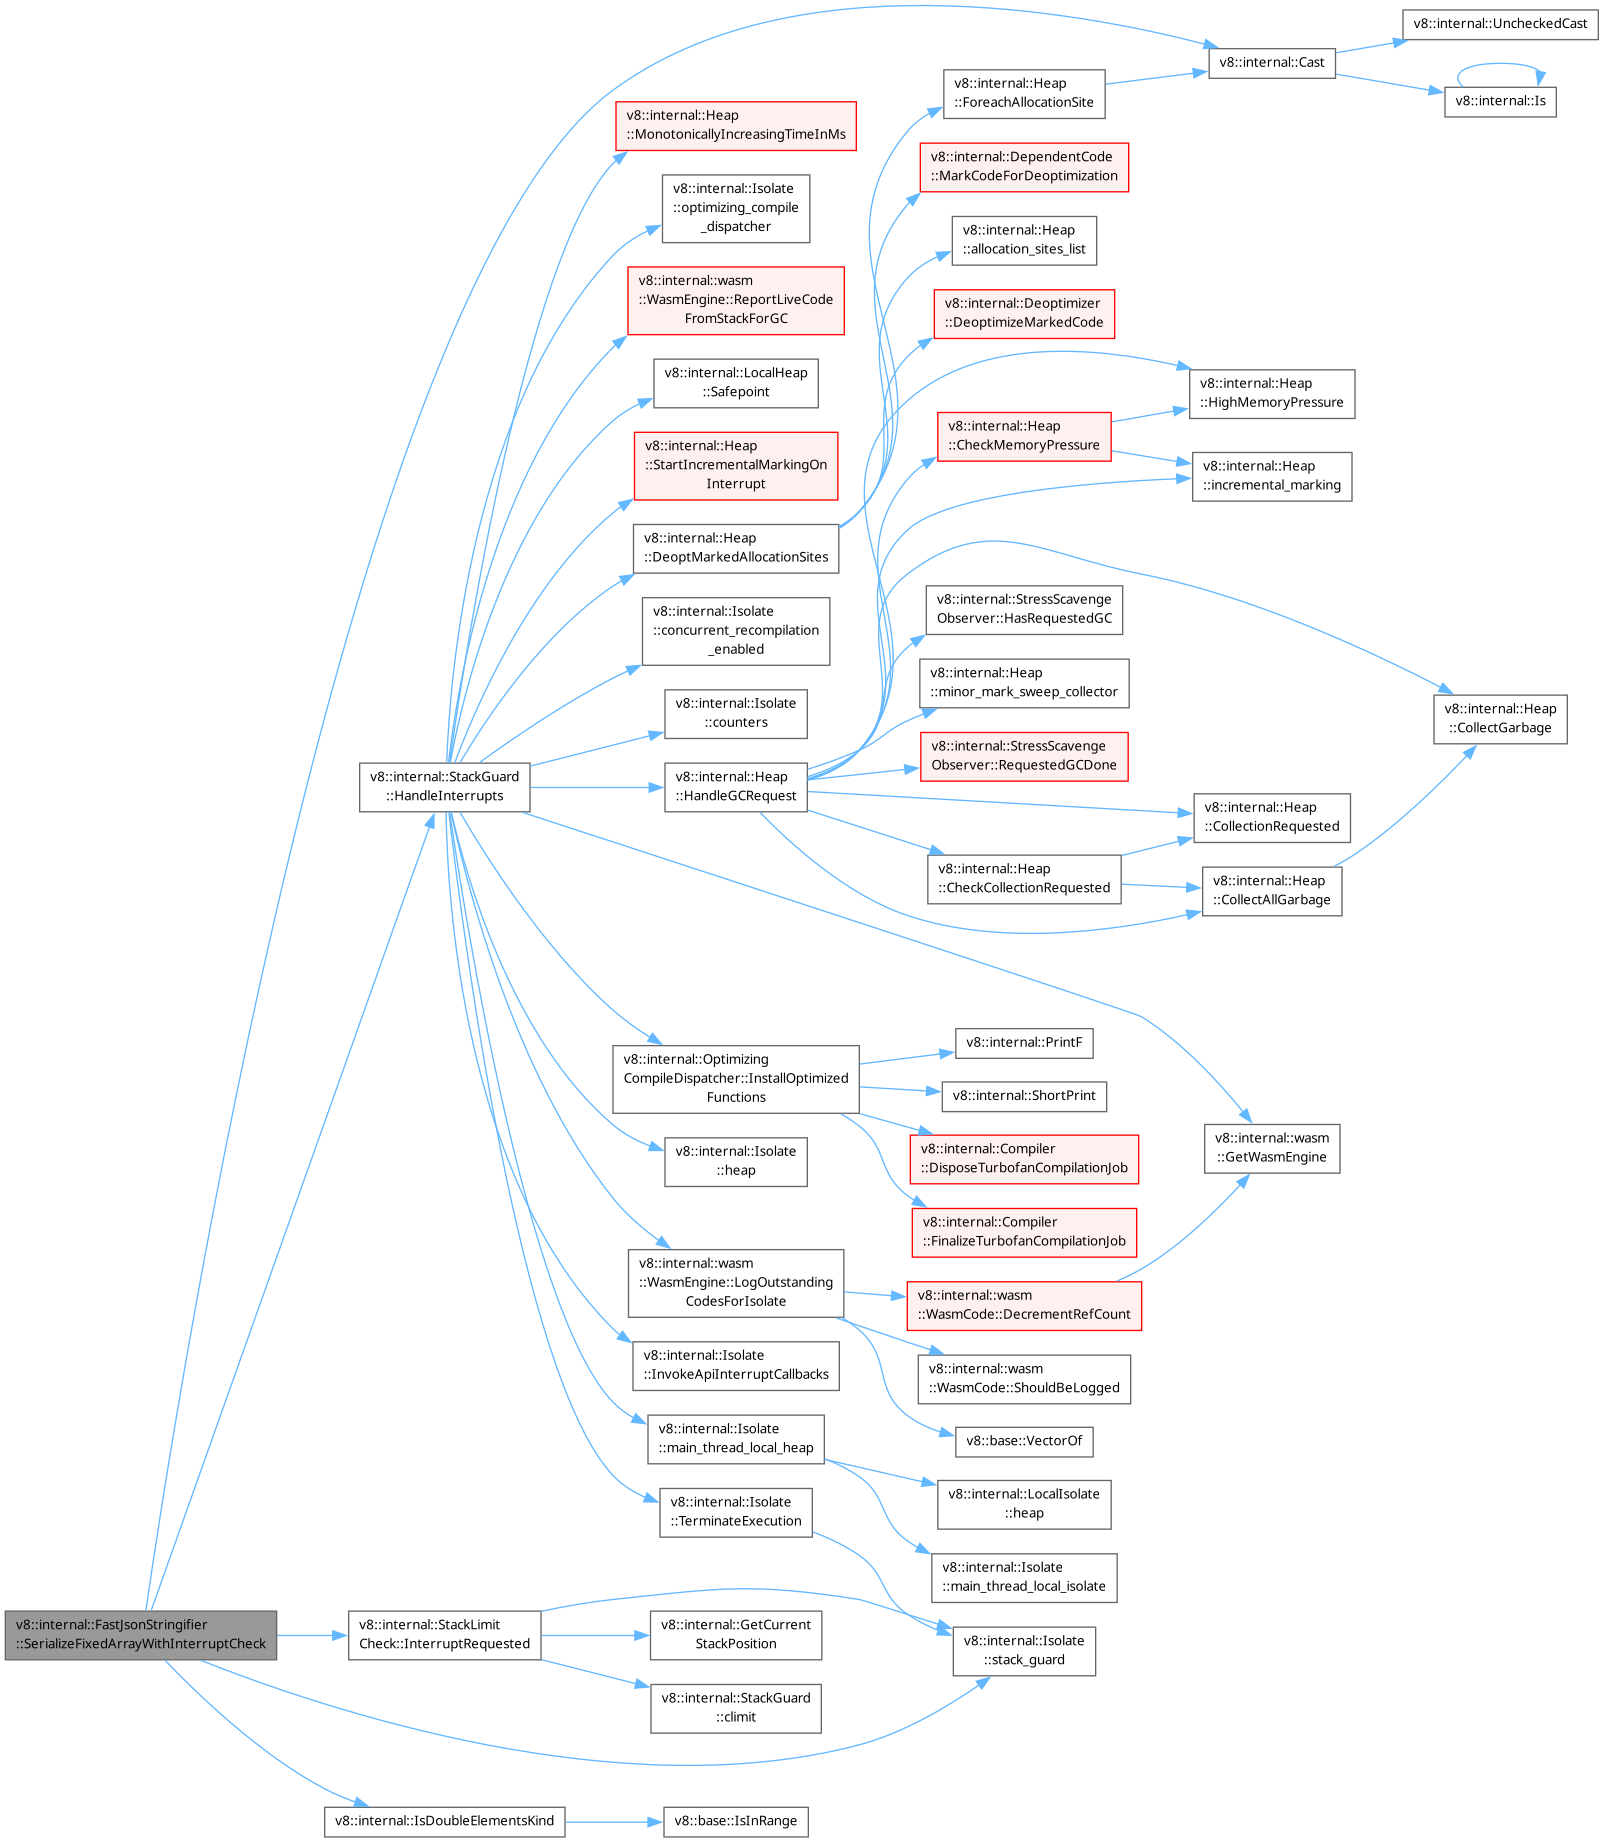 v8::internal::UncheckedCast
v8::internal::Cast
v8::internal::Is
v8::internal::Heap
::ForeachAllocationSite
v8::internal::Heap
::MonotonicallyIncreasingTimeInMs
v8::internal::DependentCode
::MarkCodeForDeoptimization
v8::internal::Isolate
::optimizing_compile
_dispatcher
v8::internal::Heap
::allocation_sites_list
v8::internal::wasm
::WasmEngine::ReportLiveCode
FromStackForGC
v8::internal::Deoptimizer
::DeoptimizeMarkedCode
v8::internal::LocalHeap
::Safepoint
v8::internal::Heap
::HighMemoryPressure
v8::internal::Heap
::CheckMemoryPressure
v8::internal::Heap
::StartIncrementalMarkingOn
Interrupt
v8::internal::Heap
::incremental_marking
v8::internal::Heap
::DeoptMarkedAllocationSites
v8::internal::StressScavenge
Observer::HasRequestedGC
v8::internal::Isolate
::concurrent_recompilation
_enabled
v8::internal::Heap
::minor_mark_sweep_collector
v8::internal::Isolate
::counters
v8::internal::Heap
::CollectGarbage
v8::internal::StressScavenge
Observer::RequestedGCDone
v8::internal::StackGuard
::HandleInterrupts
v8::internal::Heap
::HandleGCRequest
v8::internal::Heap
::CollectionRequested
v8::internal::Heap
::CheckCollectionRequested
v8::internal::Heap
::CollectAllGarbage
v8::internal::PrintF
v8::internal::Optimizing
CompileDispatcher::InstallOptimized
Functions
v8::internal::ShortPrint
v8::internal::Compiler
::DisposeTurbofanCompilationJob
v8::internal::wasm
::GetWasmEngine
v8::internal::Isolate
::heap
v8::internal::Compiler
::FinalizeTurbofanCompilationJob
v8::internal::wasm
::WasmEngine::LogOutstanding
CodesForIsolate
v8::internal::wasm
::WasmCode::DecrementRefCount
v8::internal::Isolate
::InvokeApiInterruptCallbacks
v8::internal::wasm
::WasmCode::ShouldBeLogged
v8::internal::Isolate
::main_thread_local_heap
v8::base::VectorOf
v8::internal::Isolate
::TerminateExecution
v8::internal::LocalIsolate
::heap
v8::internal::Isolate
::main_thread_local_isolate
v8::internal::FastJsonStringifier
::SerializeFixedArrayWithInterruptCheck
v8::internal::StackLimit
Check::InterruptRequested
v8::internal::GetCurrent
StackPosition
v8::internal::Isolate
::stack_guard
v8::internal::StackGuard
::climit
v8::internal::IsDoubleElementsKind
v8::base::IsInRange